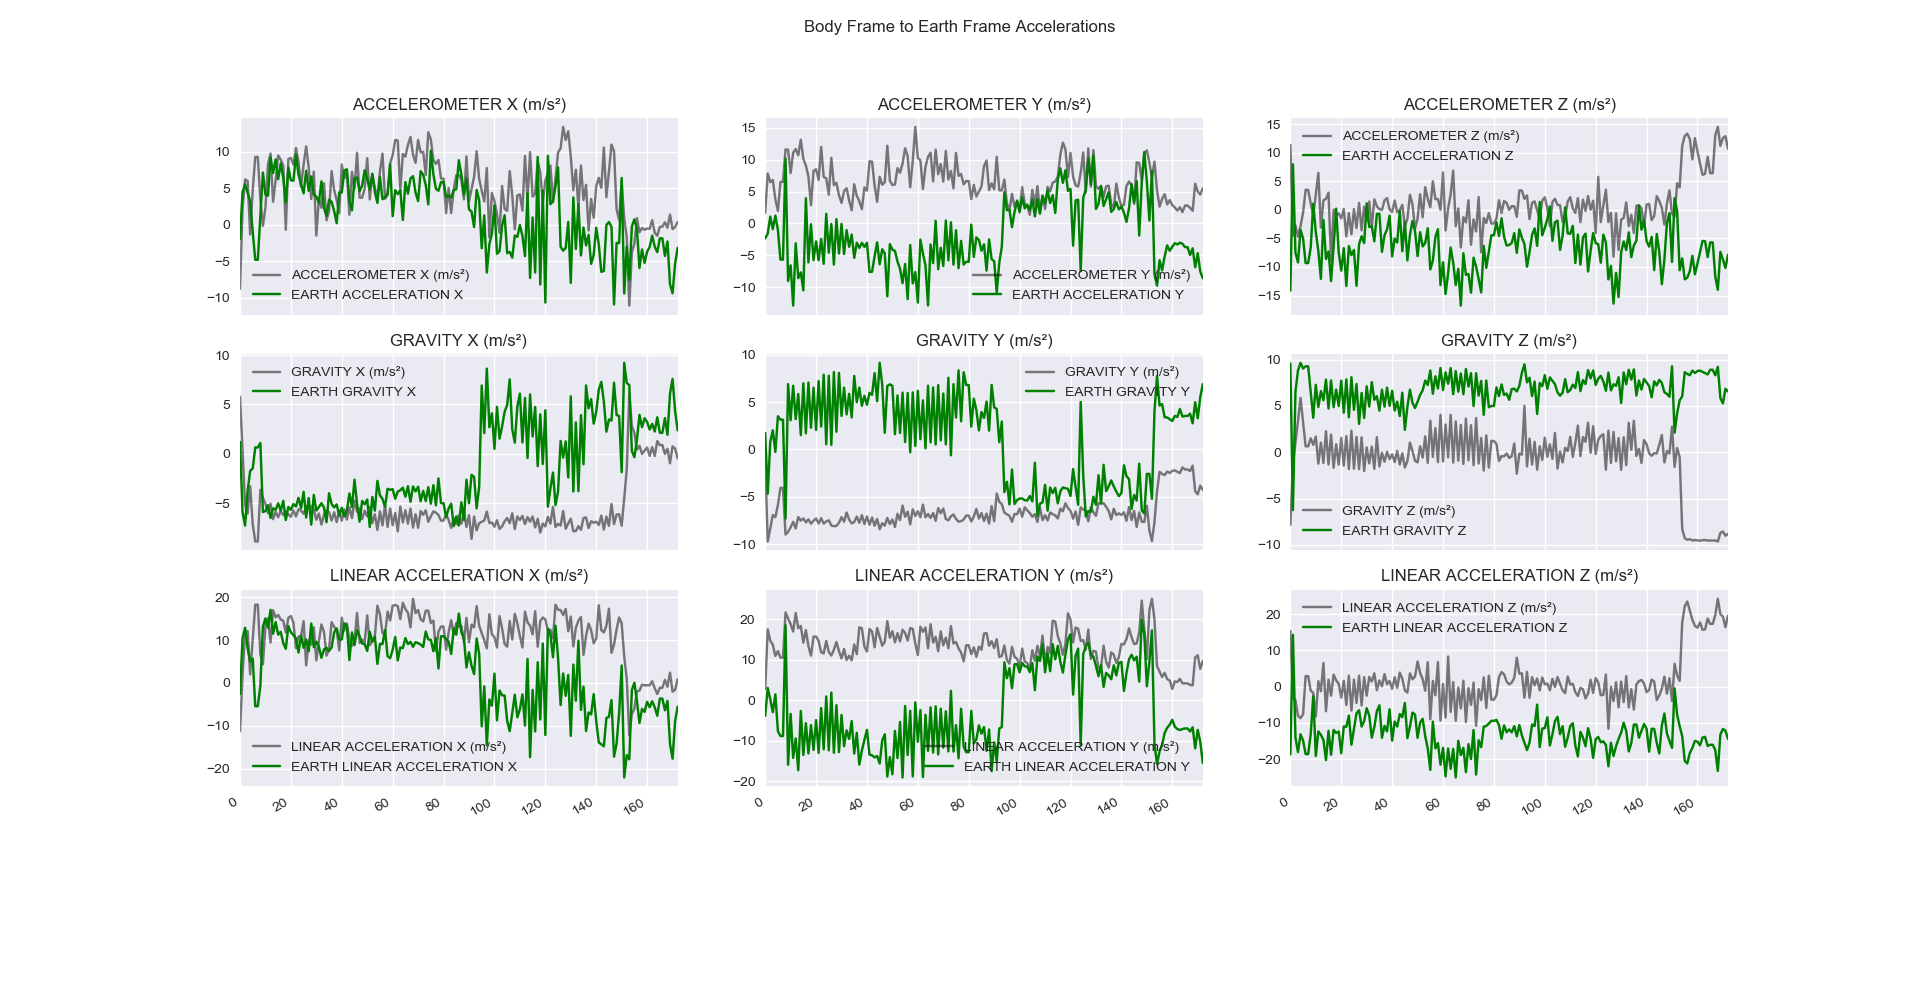 Body Frame to Earth Frame Accelerations
ACCELEROMETER X (m/s²)
10
5
0
−5
−10
ACCELEROMETER X (m/s²)
EARTH ACCELERATION X
ACCELEROMETER Y (m/s²)
15
10
5
0
−5
−10
ACCELEROMETER Y (m/s²)
EARTH ACCELERATION Y
ACCELEROMETER Z (m/s²)
15
10
5
0
−5
−10
−15
ACCELEROMETER Z (m/s²)
EARTH ACCELERATION Z
GRAVITY X (m/s²)
10
5
0
−5
GRAVITY X (m/s²)
EARTH GRAVITY X
GRAVITY Y (m/s²)
10
5
0
−5
−10
GRAVITY Y (m/s²)
EARTH GRAVITY Y
GRAVITY Z (m/s²)
10
5
0
−5
−10
GRAVITY Z (m/s²)
EARTH GRAVITY Z
LINEAR ACCELERATION X (m/s²)
20
10
0
−10
−20
LINEAR ACCELERATION X (m/s²)
EARTH LINEAR ACCELERATION X
0 20 40 60 80 100 120 140 160
LINEAR ACCELERATION Y (m/s²)
20
10
0
−10
−20
LINEAR ACCELERATION Y (m/s²)
EARTH LINEAR ACCELERATION Y
0 20 40 60 80 100 120 140 160
LINEAR ACCELERATION Z (m/s²)
20
10
0
−10
−20
LINEAR ACCELERATION Z (m/s²)
EARTH LINEAR ACCELERATION Z
0 20 40 60 80 100 120 140 160